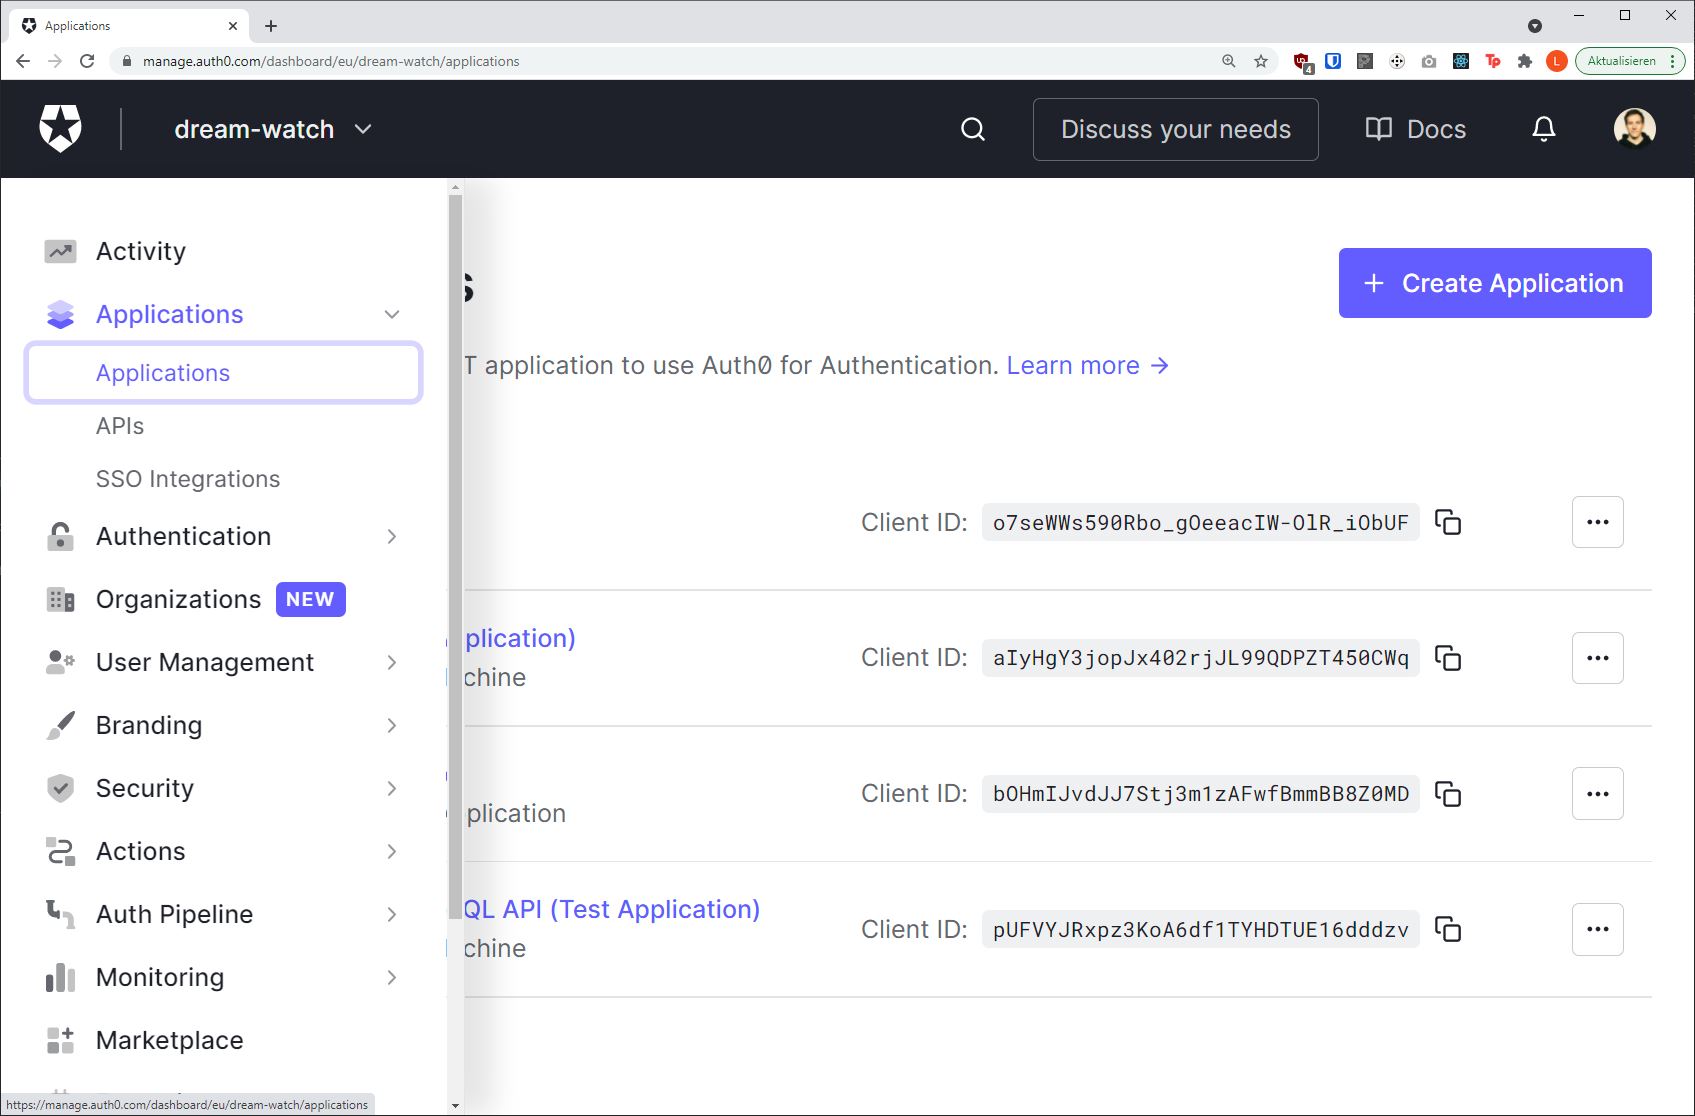 Applications
manage.auth0.com/dashboard/eu/dream-watch/applications
4
L
Aktualisieren
dream-watch
Discuss your needs
Docs
Activity
Applications
Applications
APIs
SSO Integrations
Authentication
Organizations NEW
User Management
Branding
Security
Actions
Auth Pipeline
Monitoring
Marketplace
s
+ Create Application
T application to use Auth0 for Authentication. Learn more →
Client ID: o7seWWs590Rbo_gOeeacIW-OlR_iObUF
plication)
chine
Client ID: aIyHgY3jopJx402rjJL99QDPZT450CWq
plication
Client ID: bOHmIJvdJJ7Stj3m1zAFwfBmmBB8Z0MD
QL API (Test Application)
chine
Client ID: pUFVYJRxpz3KoA6df1TYHDTUE16dddzv
https://manage.auth0.com/dashboard/eu/dream-watch/applications